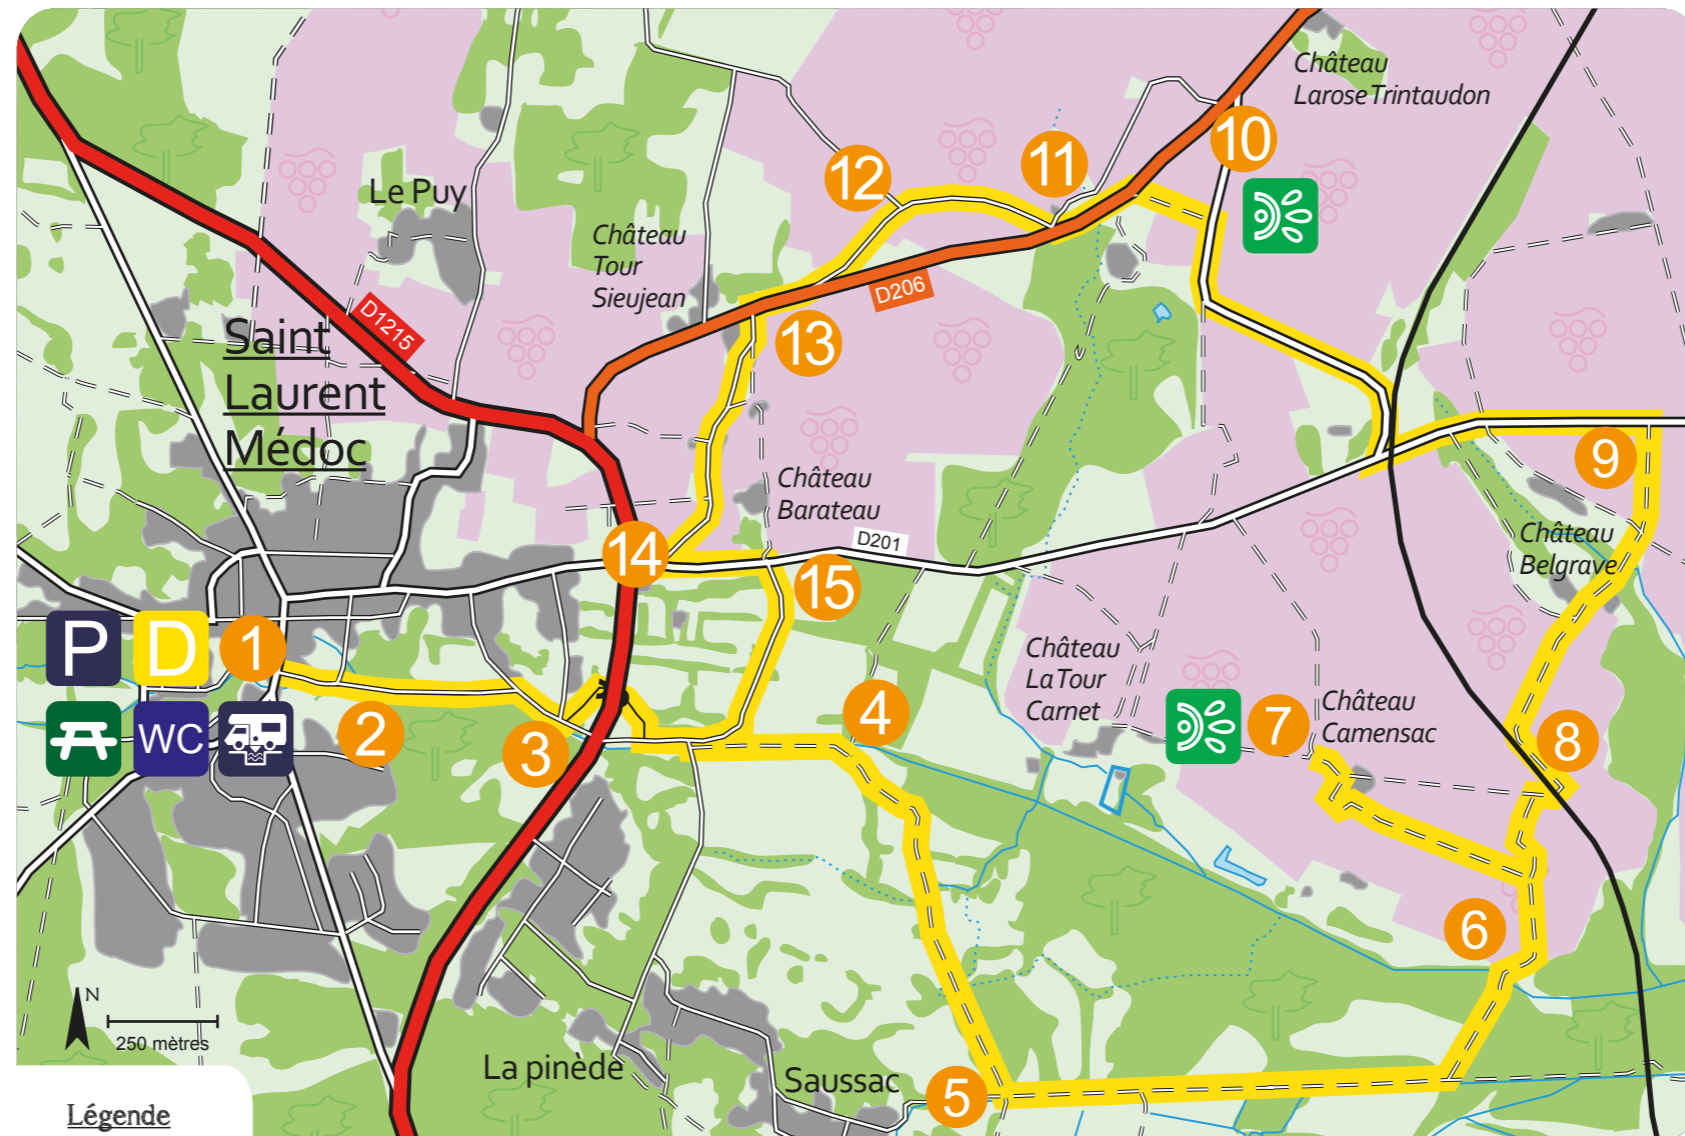 Château
Larose Trintaudon
10
11
12
Le Puy
Château
Tour
Sieujean
D206
D1215
Saint
Laurent
Médoc
13
9
Château
Barateau
D201
Château
Belgrave
14
15
P
D
1
Château
La Tour
Carnet
4
7
Château
Camensac
WC
2
3
8
6
N
250 mètres
La pinède
Saussac
5
Légende